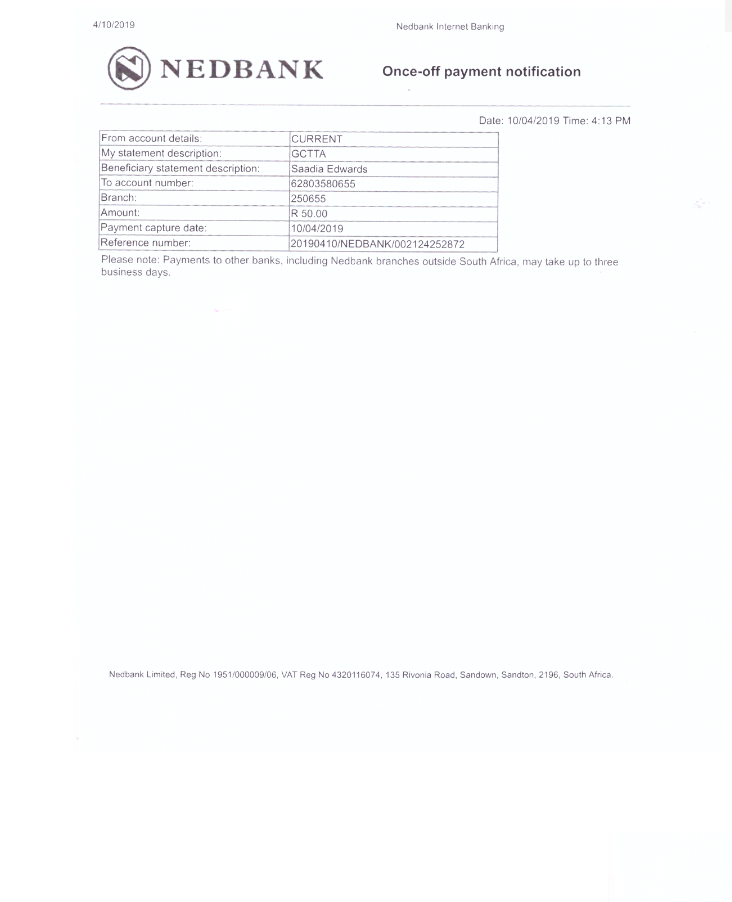 4/10/2019 Nedbank Internet Banking
NEDBANK Once-off payment notification
Date: 10/04/2019 Time: 4:13 PM
From account details: CURRENT
My statement description: GCTTA
Beneficiary statement description: Saadia Edwards
To account number: 62803580655
Branch: 250655
Amount: R 50.00
Payment capture date: 10/04/2019
Reference number: 20190410/NEDBANK/002124252872
Please note: Payments to other banks, including Nedbank branches outside South Africa, may take up to three
business days.
Nedbank Limited, Reg No 1951/000009/06, VAT Reg No 4320116074, 135 Rivonia Road, Sandown, Sandton, 2196, South Africa.